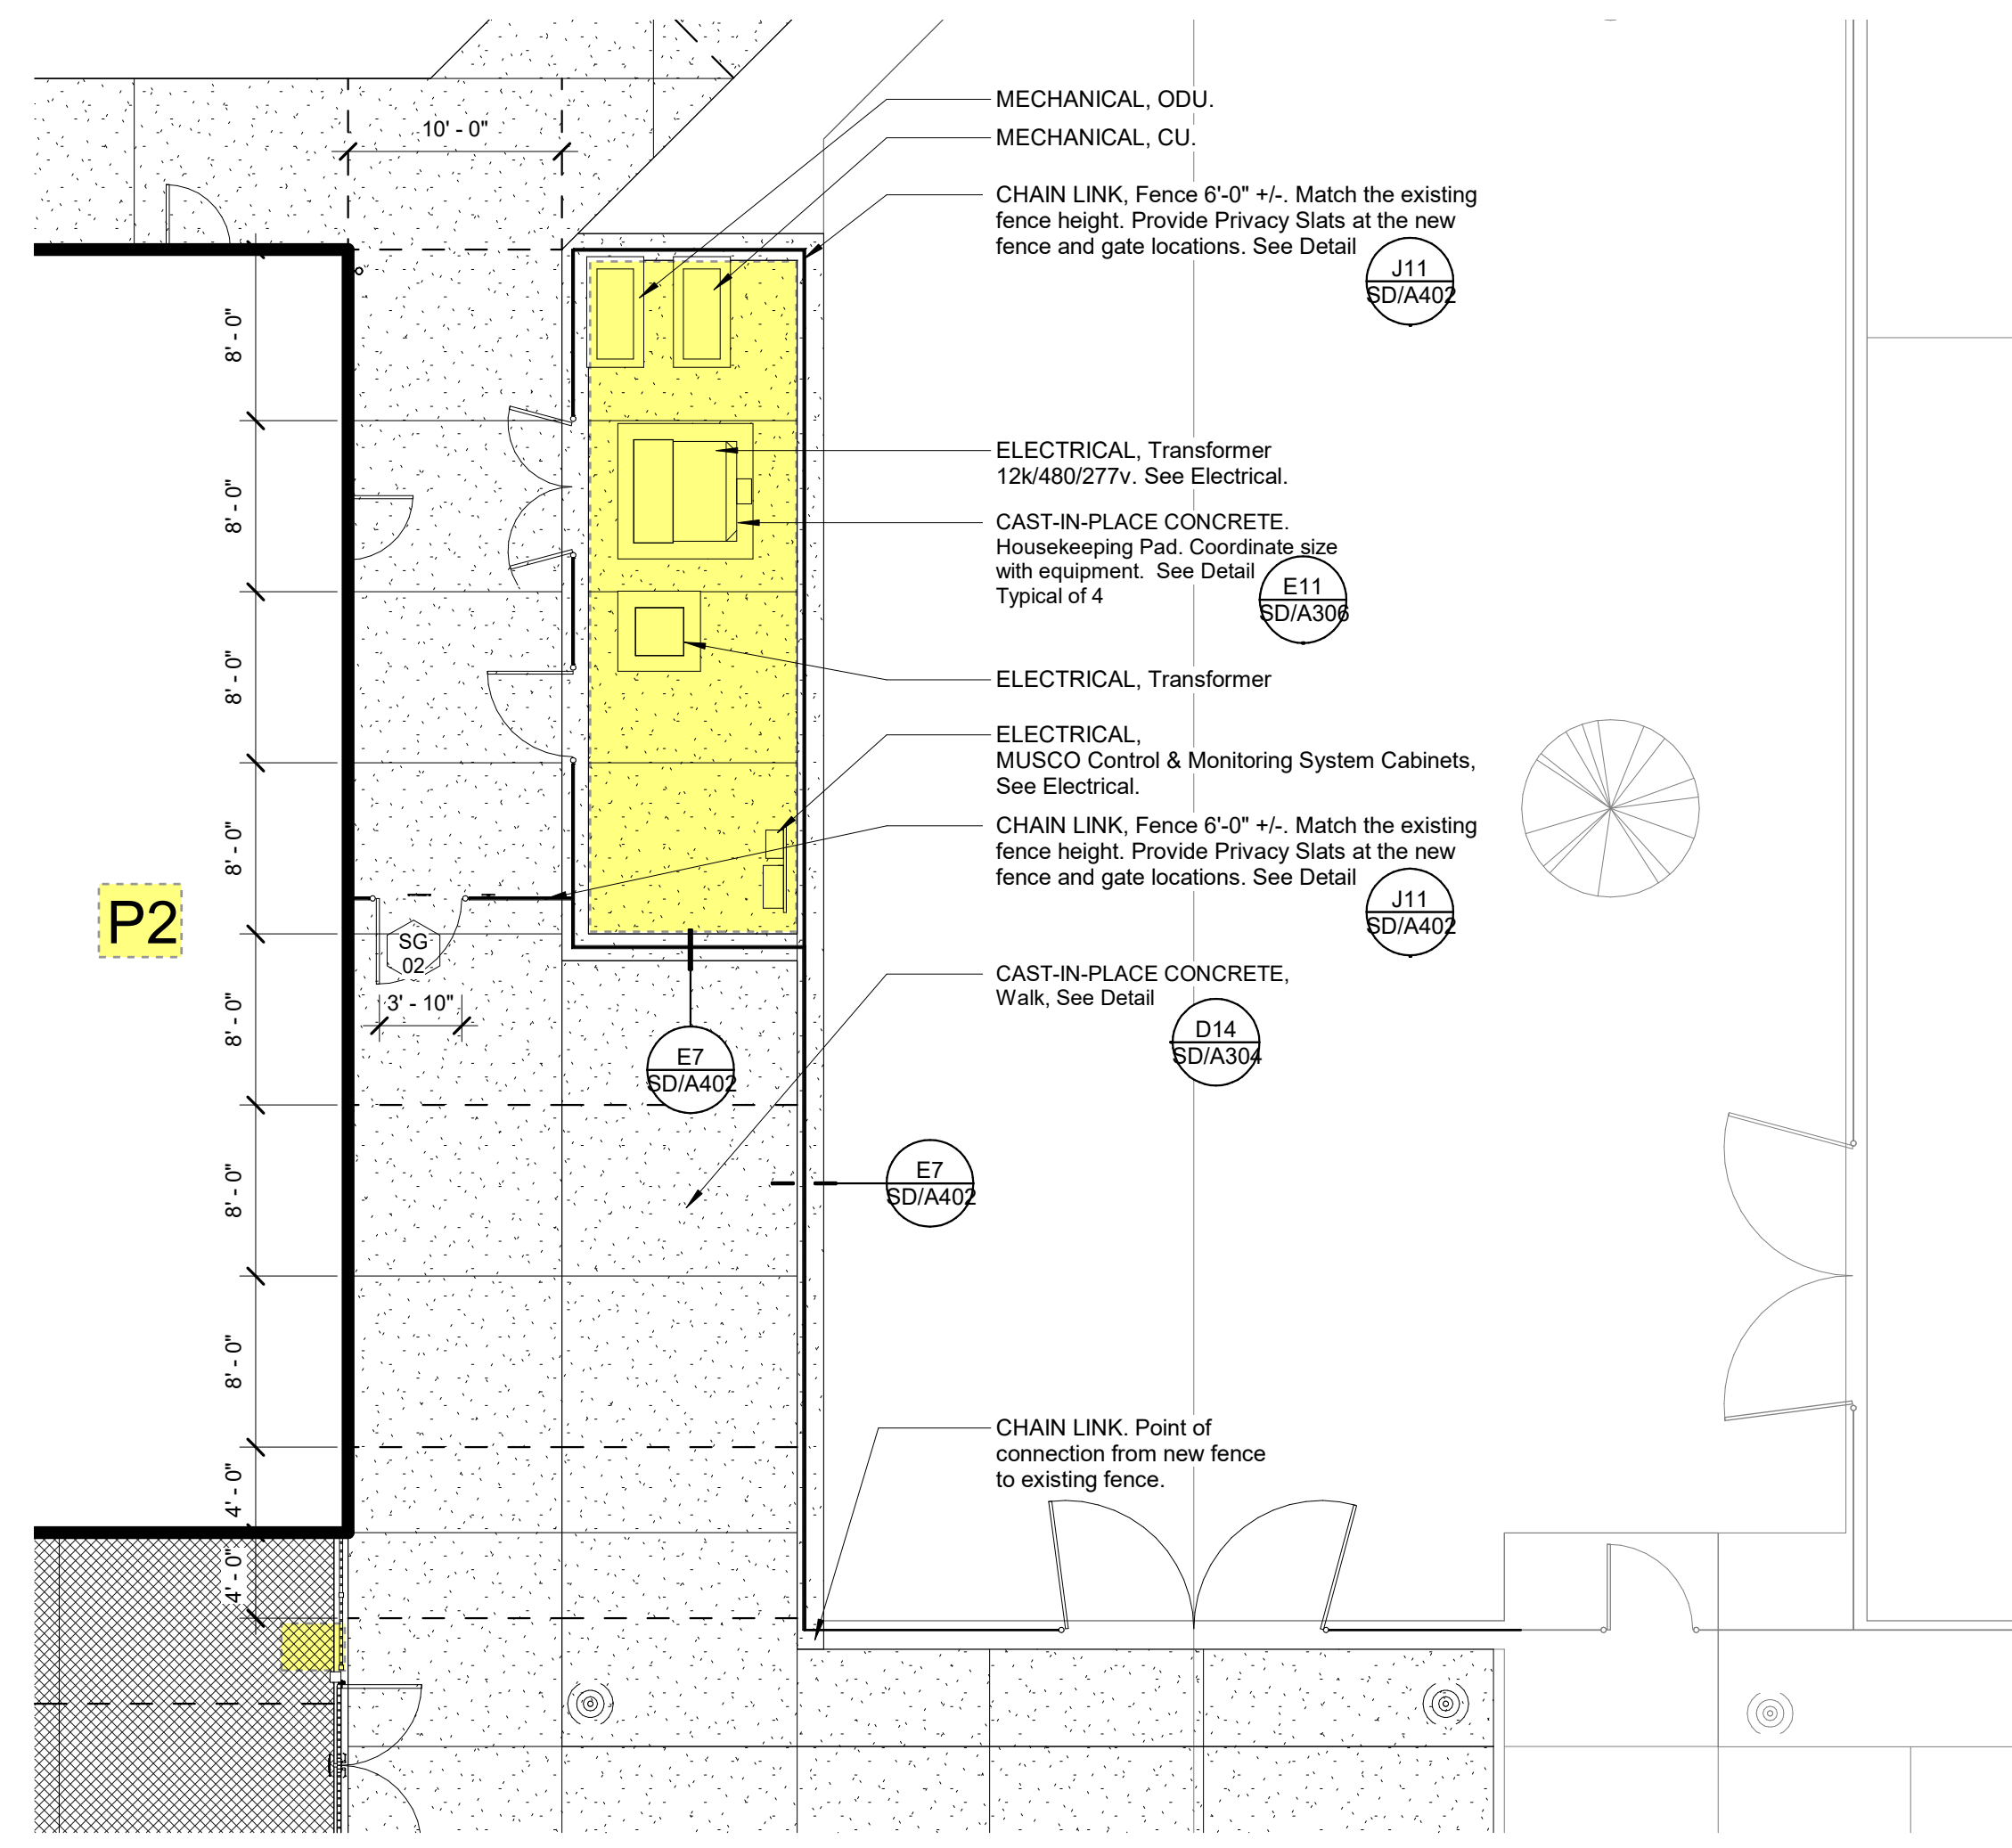 10' - 0"
MECHANICAL, ODU.
MECHANICAL, CU.
CHAIN LINK, Fence 6'-0" +/-. Match the existing
fence height. Provide Privacy Slats at the new
fence and gate locations. See Detail
J11
SD/A402
8' - 0"
8' - 0"
8' - 0"
8' - 0"
8' - 0"
8' - 0"
8' - 0"
4' - 0"
4' - 0"
ELECTRICAL, Transformer
12k/480/277v. See Electrical.
CAST-IN-PLACE CONCRETE.
Housekeeping Pad. Coordinate size
with equipment.  See Detail
Typical of 4
E11
SD/A306
ELECTRICAL, Transformer
ELECTRICAL,
MUSCO Control & Monitoring System Cabinets,
See Electrical.
CHAIN LINK, Fence 6'-0" +/-. Match the existing
fence height. Provide Privacy Slats at the new
fence and gate locations. See Detail
J11
SD/A402
P2
SG
02
3' - 10"
CAST-IN-PLACE CONCRETE,
Walk, See Detail
D14
SD/A304
E7
SD/A402
E7
SD/A402
CHAIN LINK. Point of
connection from new fence
to existing fence.